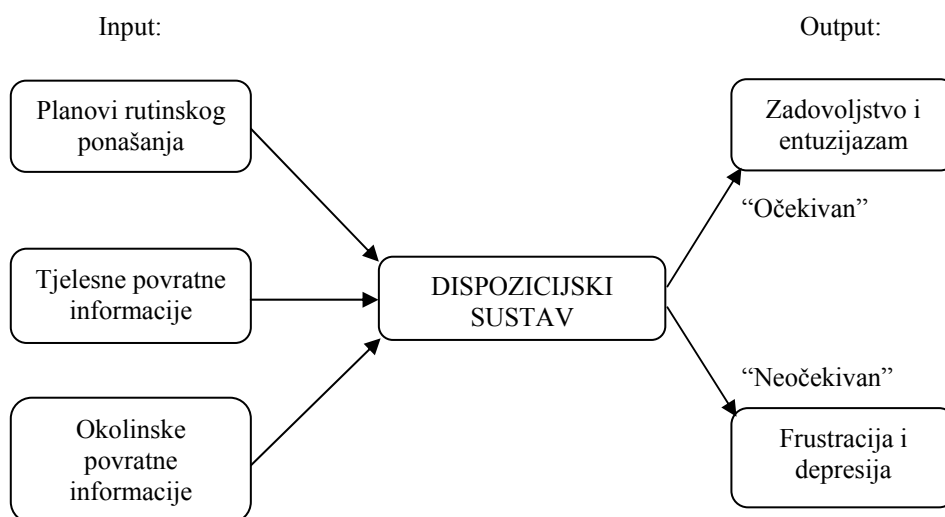 Input:
Output:
Planovi rutinskog
ponašanja
Tjelesne povratne
informacije
Okolinske
povratne
informacije
DISPOZICIJSKI
SUSTAV
Zadovoljstvo i
entuzijazam
“Očekivan”
“Neočekivan”
Frustracija i
depresija